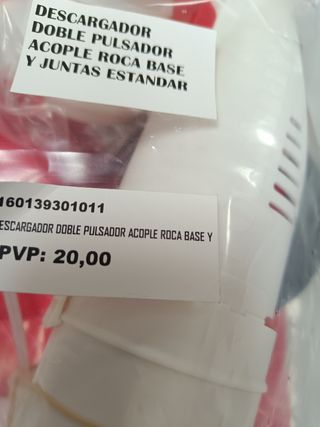 DESCARGADOR
DOBLE PULSADOR
ACOPLE ROCA BASE
Y JUNTAS ESTANDAR
160139301011
ESCARGADOR DOBLE PULSADOR ACOPLE ROCA BASE Y
PVP: 20,00